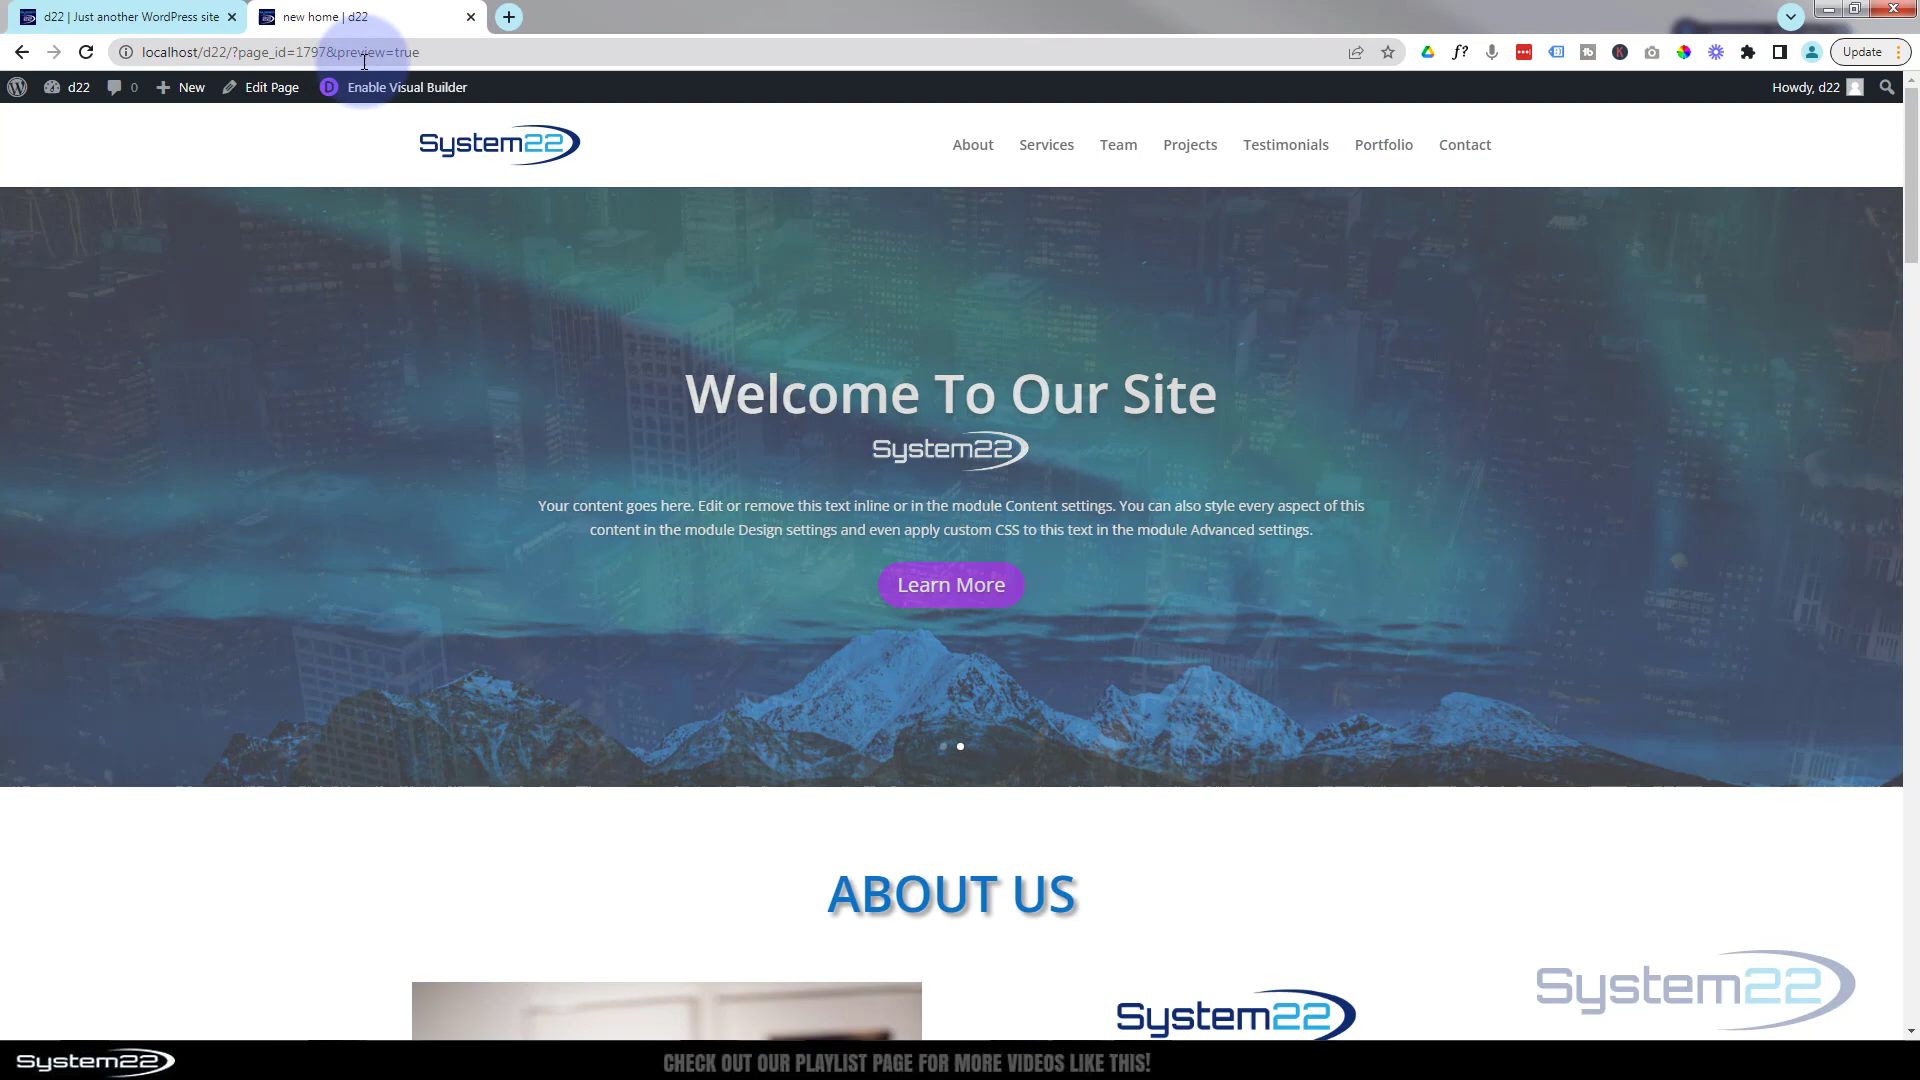 d22 | Just another WordPress site
new home | d22
localhost/d22/?page_id=1797&preview=true
Update
d22
0
New
Edit Page
Enable Visual Builder
Howdy, d22
System22
About
Services
Team
Projects
Testimonials
Portfolio
Contact
Welcome To Our Site
System22
Your content goes here. Edit or remove this text inline or in the module Content settings. You can also style every aspect of this
content in the module Design settings and even apply custom CSS to this text in the module Advanced settings.
Learn More
ABOUT US
System22
System22
System22
CHECK OUT OUR PLAYLIST PAGE FOR MORE VIDEOS LIKE THIS!